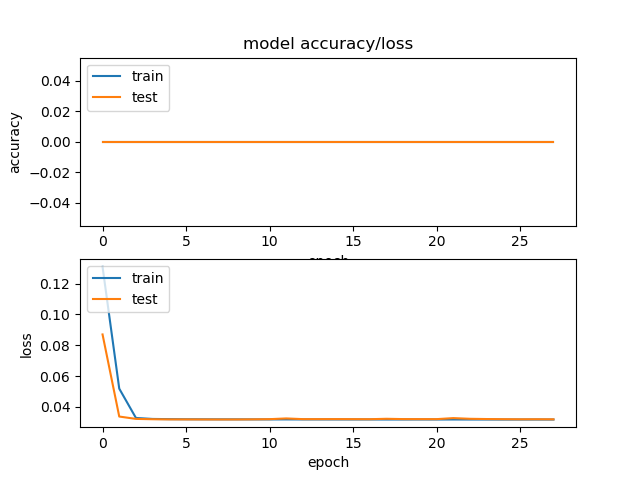 model accuracy/loss
train
test
accuracy
0.04
0.02
0.00
−0.02
−0.04
0 5 10 15 20 25
epoch
train
test
loss
0.12
0.10
0.08
0.06
0.04
0 5 10 15 20 25
epoch